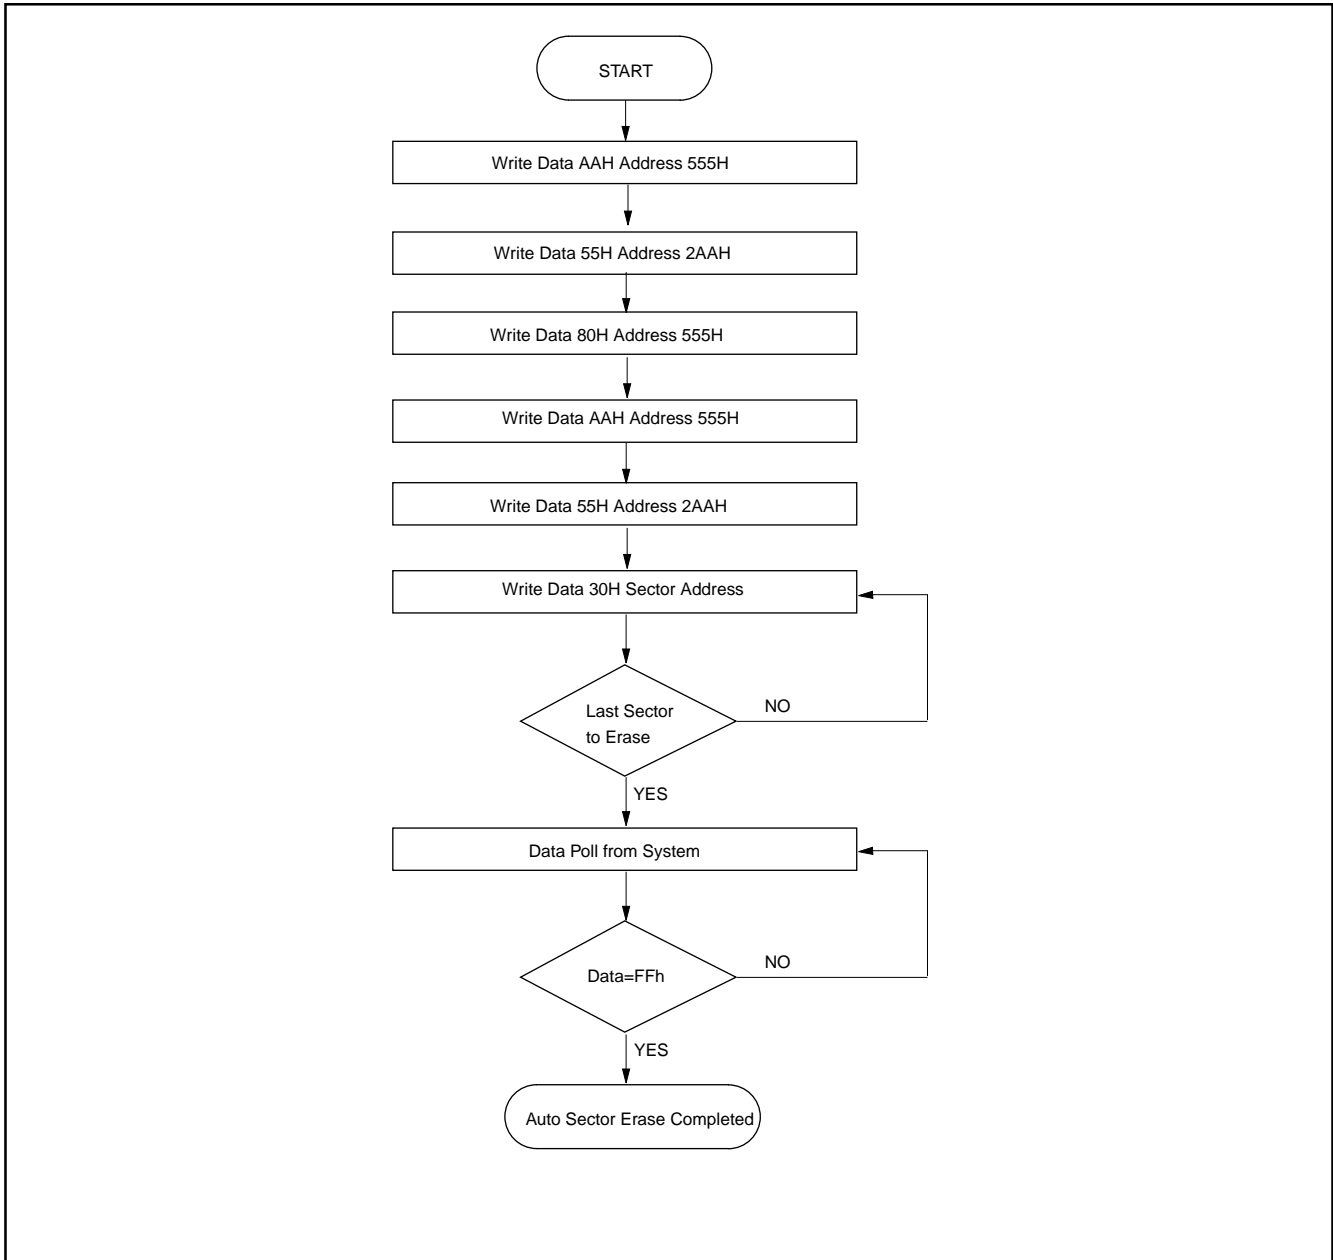 START
Write Data AAH Address 555H
Write Data 55H Address 2AAH
Write Data 80H Address 555H
Write Data AAH Address 555H
Write Data 55H Address 2AAH
Write Data 30H Sector Address
Last Sector
to Erase
NO
YES
Data Poll from System
Data=FFh
NO
YES
Auto Sector Erase Completed